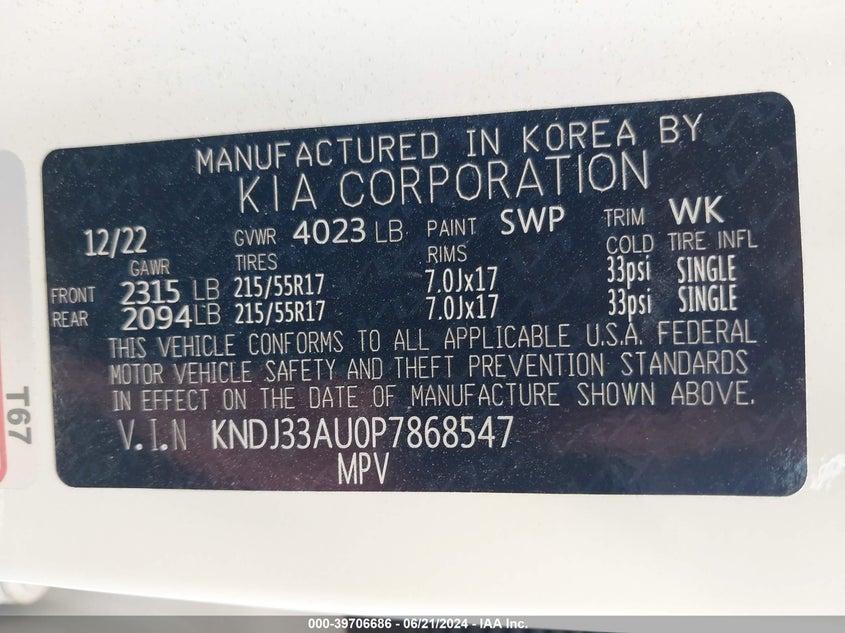 MANUFACTURED IN KOREA BY
KIA CORPORATION
12/22 GVWR 4023 LB PAINT SWP TRIM WK
GAWR TIRES RIMS COLD TIRE INFL
FRONT 2315 LB 215/55R17 7.0Jx17 33psi SINGLE
REAR 2094LB 215/55R17 7.0Jx17 33psi SINGLE
THIS VEHICLE CONFORMS TO ALL APPLICABLE U.S.A. FEDERAL
MOTOR VEHICLE SAFETY AND THEFT PREVENTION STANDARDS
IN EFFECT ON THE DATE OF MANUFACTURE SHOWN ABOVE.
V.I.N KNDJ33AU0P7868547
MPV
T67
000-39706686 - 06/21/2024 - IAA Inc.